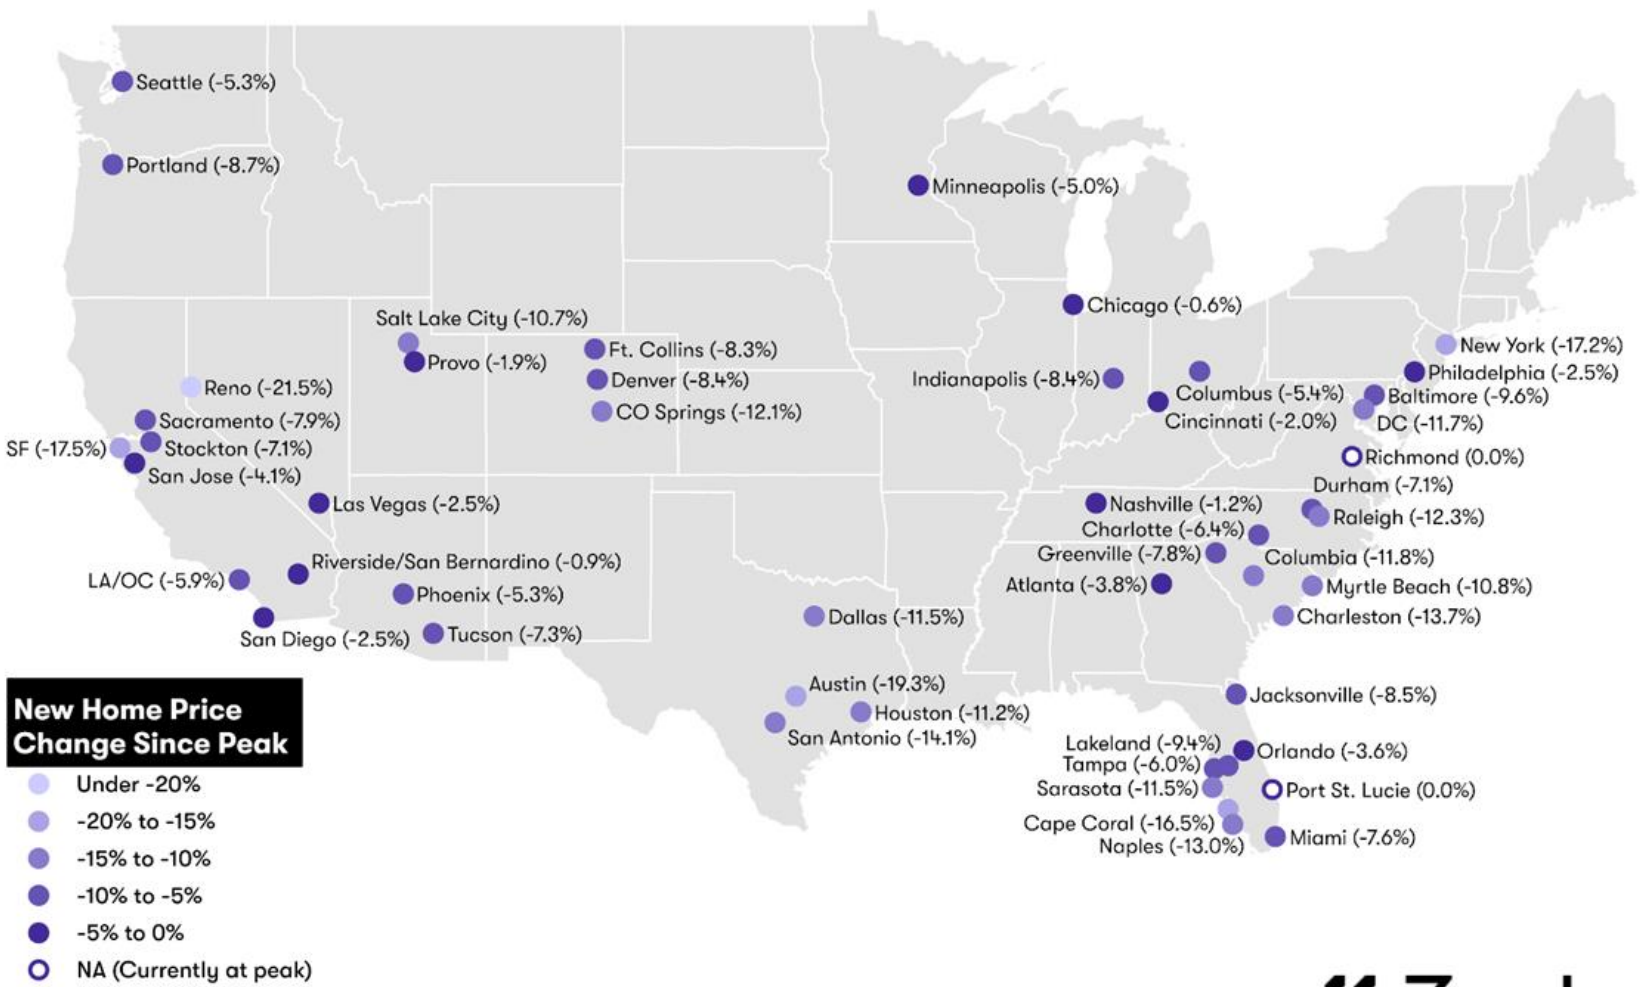 Seattle (-5.3%)
Portland (-8.7%)
Minneapolis (-5.0%)
Chicago (-0.6%)
Salt Lake City (-10.7%)
Provo (-1.9%)
Ft. Collins (-8.3%)
Denver (-8.4%)
CO Springs (-12.1%)
Indianapolis (-8.4%)
Columbus (-5.4%)
Cincinnati (-2.0%)
New York (-17.2%)
Philadelphia (-2.5%)
Baltimore (-9.6%)
DC (-11.7%)
Richmond (0.0%)
Reno (-21.5%)
Sacramento (-7.9%)
SF (-17.5%)
Stockton (-7.1%)
San Jose (-4.1%)
Las Vegas (-2.5%)
Riverside/San Bernardino (-0.9%)
LA/OC (-5.9%)
San Diego (-2.5%)
Phoenix (-5.3%)
Tucson (-7.3%)
Nashville (-1.2%)
Durham (-7.1%)
Raleigh (-12.3%)
Charlotte (-6.4%)
Greenville (-7.8%)
Columbia (-11.8%)
Atlanta (-3.8%)
Myrtle Beach (-10.8%)
Charleston (-13.7%)
Dallas (-11.5%)
Austin (-19.3%)
Houston (-11.2%)
San Antonio (-14.1%)
Jacksonville (-8.5%)
Lakeland (-9.4%)
Orlando (-3.6%)
Tampa (-6.0%)
Sarasota (-11.5%)
Port St. Lucie (0.0%)
Cape Coral (-16.5%)
Naples (-13.0%)
Miami (-7.6%)
New Home Price
Change Since Peak
Under -20%
-20% to -15%
-15% to -10%
-10% to -5%
-5% to 0%
NA (Currently at peak)